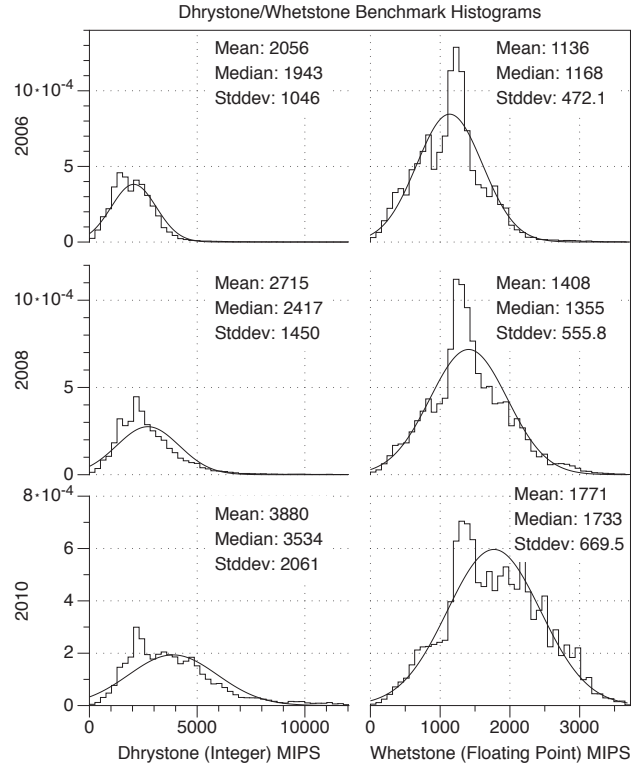 Dhrystone/Whetstone Benchmark Histograms
2006
10·10-4
5
0
Mean: 2056
Median: 1943
Stddev: 1046
Mean: 1136
Median: 1168
Stddev: 472.1
2008
10·10-4
5
0
Mean: 2715
Median: 2417
Stddev: 1450
Mean: 1408
Median: 1355
Stddev: 555.8
2010
8·10-4
6
4
2
0
Mean: 3880
Median: 3534
Stddev: 2061
Mean: 1771
Median: 1733
Stddev: 669.5
0 5000 10000
0 1000 2000 3000
Dhrystone (Integer) MIPS
Whetstone (Floating Point) MIPS